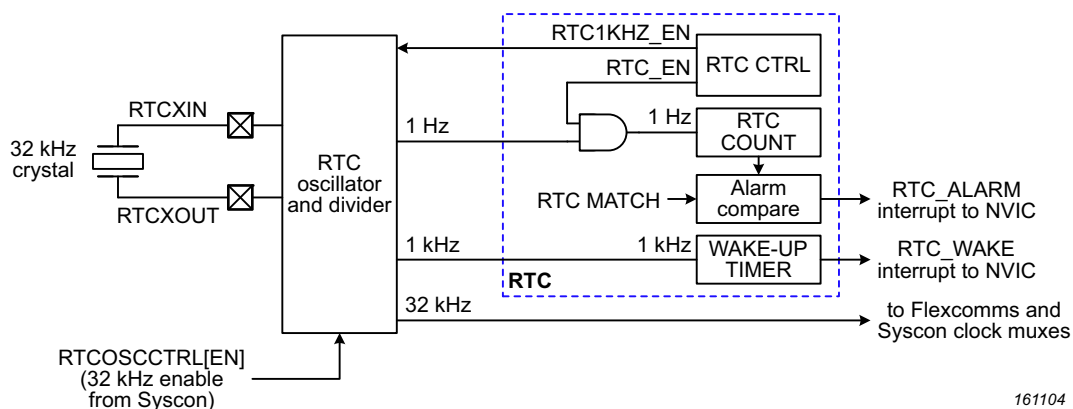 RTC1KHZ_EN
RTC_EN
RTC CTRL
RTCXIN
1 Hz
1 Hz
RTC
COUNT
32 kHz
crystal
RTC
oscillator
and divider
RTC MATCH
Alarm
compare
RTC_ALARM
interrupt to NVIC
RTCXOUT
1 kHz
1 kHz
WAKE-UP
TIMER
RTC_WAKE
interrupt to NVIC
RTC
32 kHz
to Flexcomms and
Syscon clock muxes
RTCOSCCTRL[EN]
(32 kHz enable
from Syscon)
161104